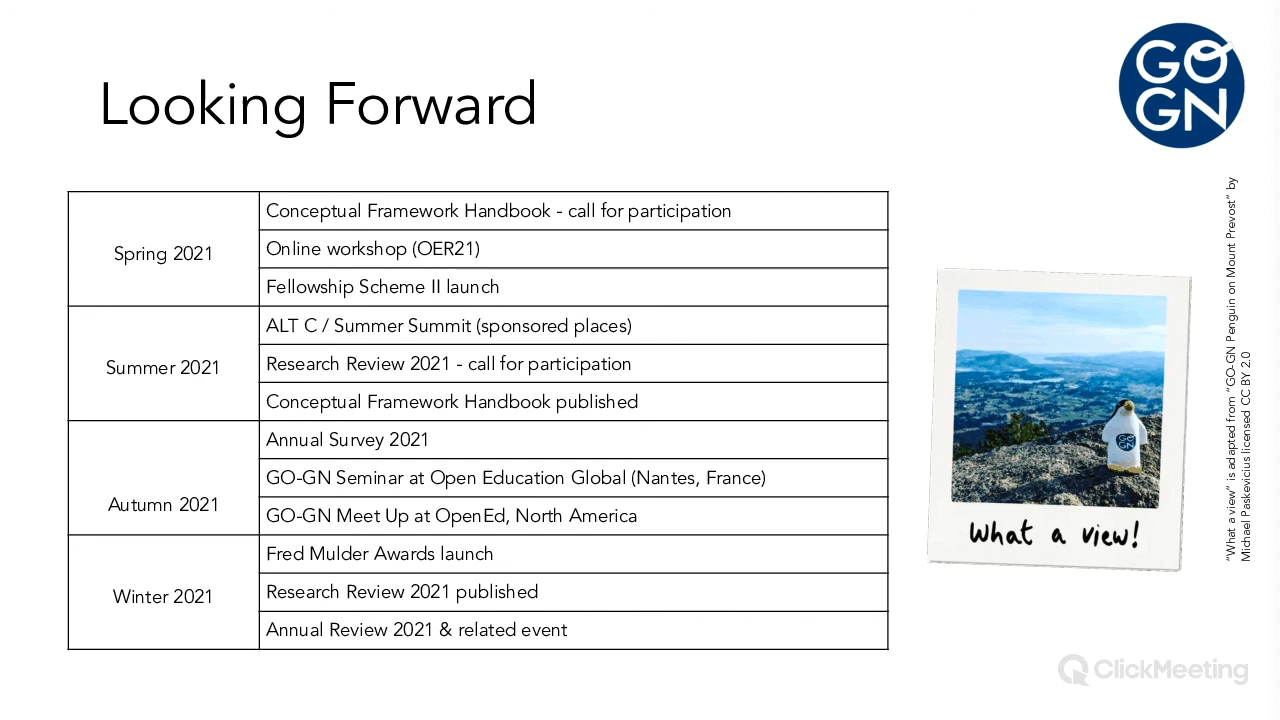 GO
GN
Looking Forward
Spring 2021
Conceptual Framework Handbook - call for participation
Online workshop (OER21)
Fellowship Scheme II launch
Summer 2021
ALT C / Summer Summit (sponsored places)
Research Review 2021 - call for participation
Conceptual Framework Handbook published
Autumn 2021
Annual Survey 2021
GO-GN Seminar at Open Education Global (Nantes, France)
GO-GN Meet Up at OpenEd, North America
Winter 2021
Fred Mulder Awards launch
Research Review 2021 published
Annual Review 2021 & related event
GO
GN
What a view!
"What a view" is adapted from "GO-GN Penguin on Mount Prevost" by
Michael Paskevicius licensed CC BY 2.0
ClickMeeting